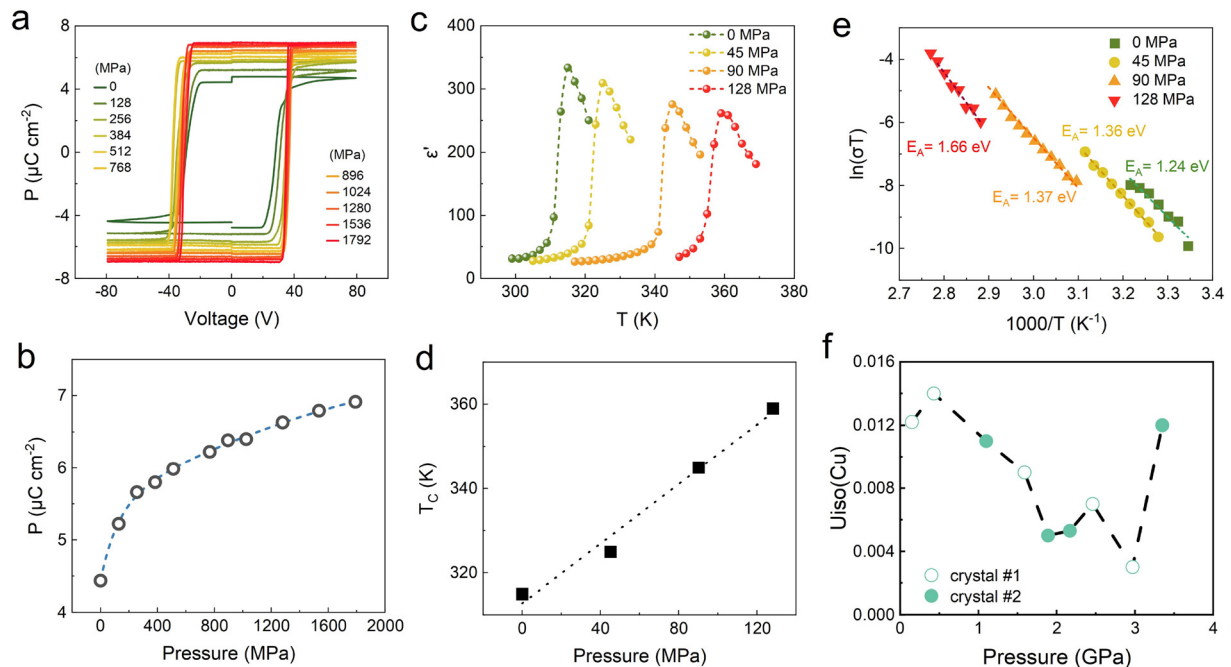 a
8
4
0
-4
-8
P (µC cm⁻²)
(MPa)
0
128
256
384
512
768
(MPa)
896
1024
1280
1536
1792
-80
-40
0
40
80
Voltage (V)
b
7
6
5
4
P (µC cm⁻²)
0
400
800
1200
1600
2000
Pressure (MPa)
c
400
300
200
100
0
ε'
0 MPa
45 MPa
90 MPa
128 MPa
300
320
340
360
380
T (K)
d
360
340
320
T_C (K)
0
40
80
120
Pressure (MPa)
e
-4
-6
-8
-10
ln(σT)
0 MPa
45 MPa
90 MPa
128 MPa
E_A= 1.66 eV
E_A= 1.36 eV
E_A= 1.24 eV
E_A= 1.37 eV
2.7
2.8
2.9
3.0
3.1
3.2
3.3
3.4
1000/T (K⁻¹)
f
0.016
0.012
0.008
0.004
0.000
Uiso(Cu)
crystal #1
crystal #2
0
1
2
3
4
Pressure (GPa)